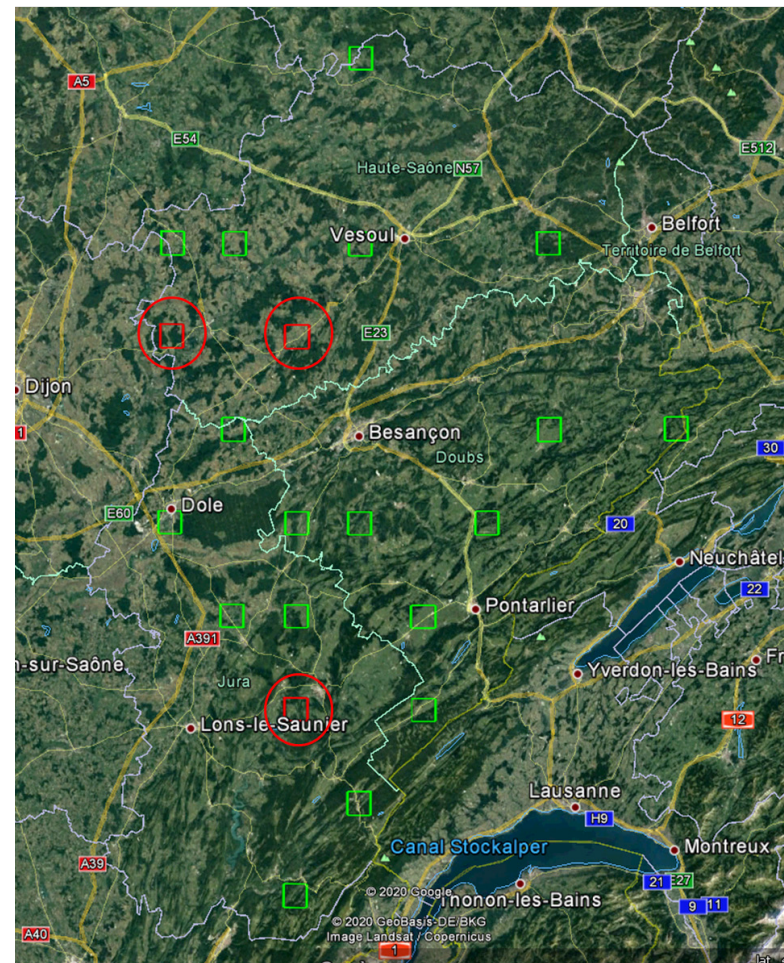 A5
E54
E512
Haute-Saône
N57
Belfort
Vesoul
Territoire de Belfort
E23
Dijon
1
Besançon
30
Doubs
Dole
E60
20
Neuchâtel
22
Pontarlier
A391
n-sur-Saône
Fr
Yverdon-les-Bains
Jura
12
Lons-le-Saunier
Lausanne
H9
Canal Stockalper
Montreux
A39
21
E27
© 2020 Google
Thonon-les-Bains
9
11
© 2020 GeoBasis-DE/BKG
A40
Image Landsat / Copernicus
1
lat